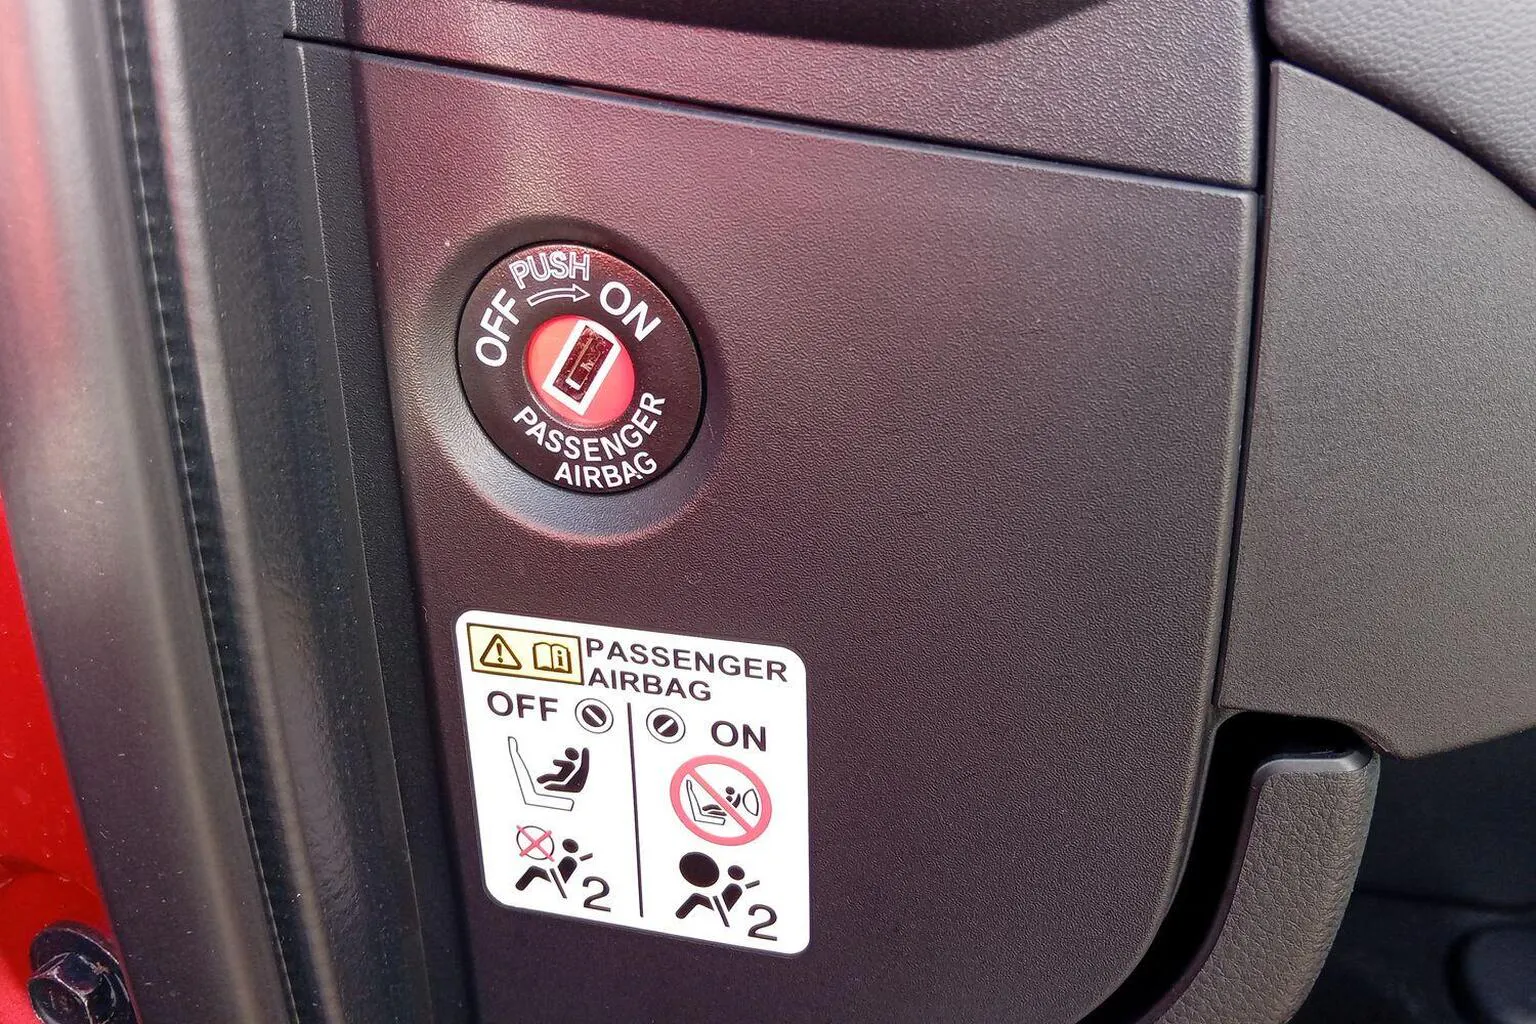 PUSH
OFF ON
PASSENGER
AIRBAG
PASSENGER
AIRBAG
OFF ON
2 2